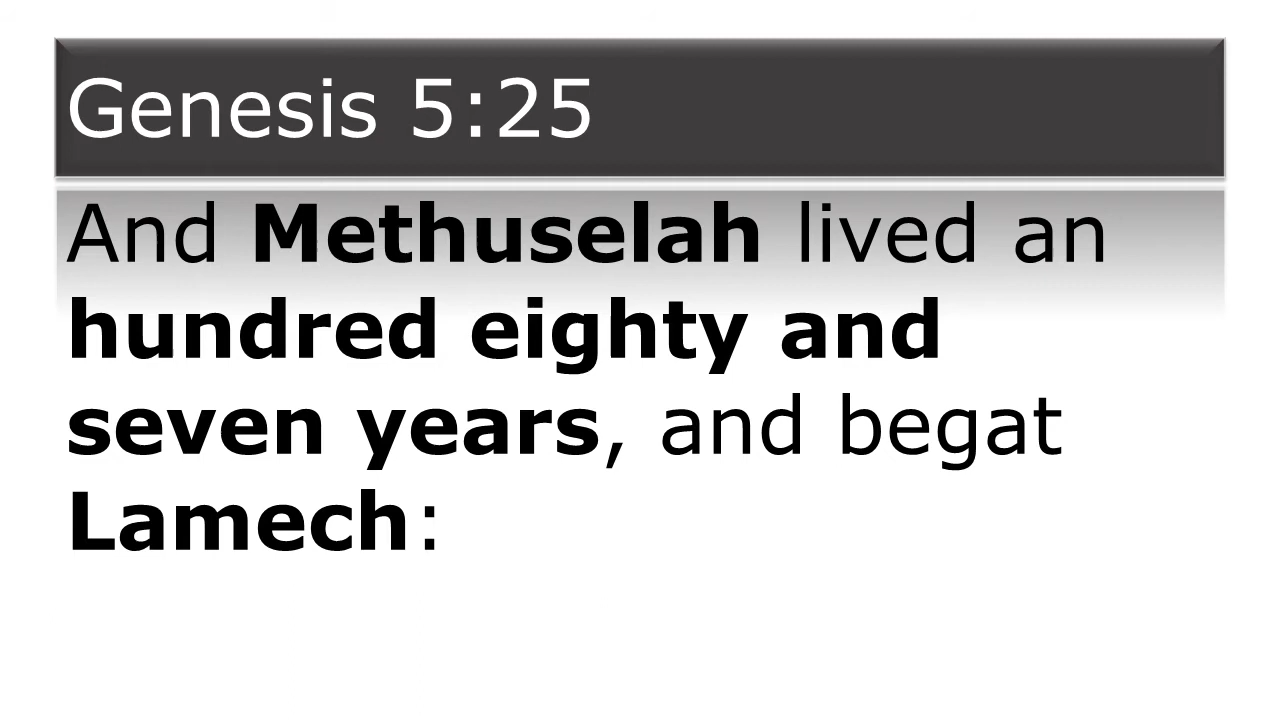 Genesis 5:25
And Methuselah lived an
hundred eighty and
seven years, and begat
Lamech: